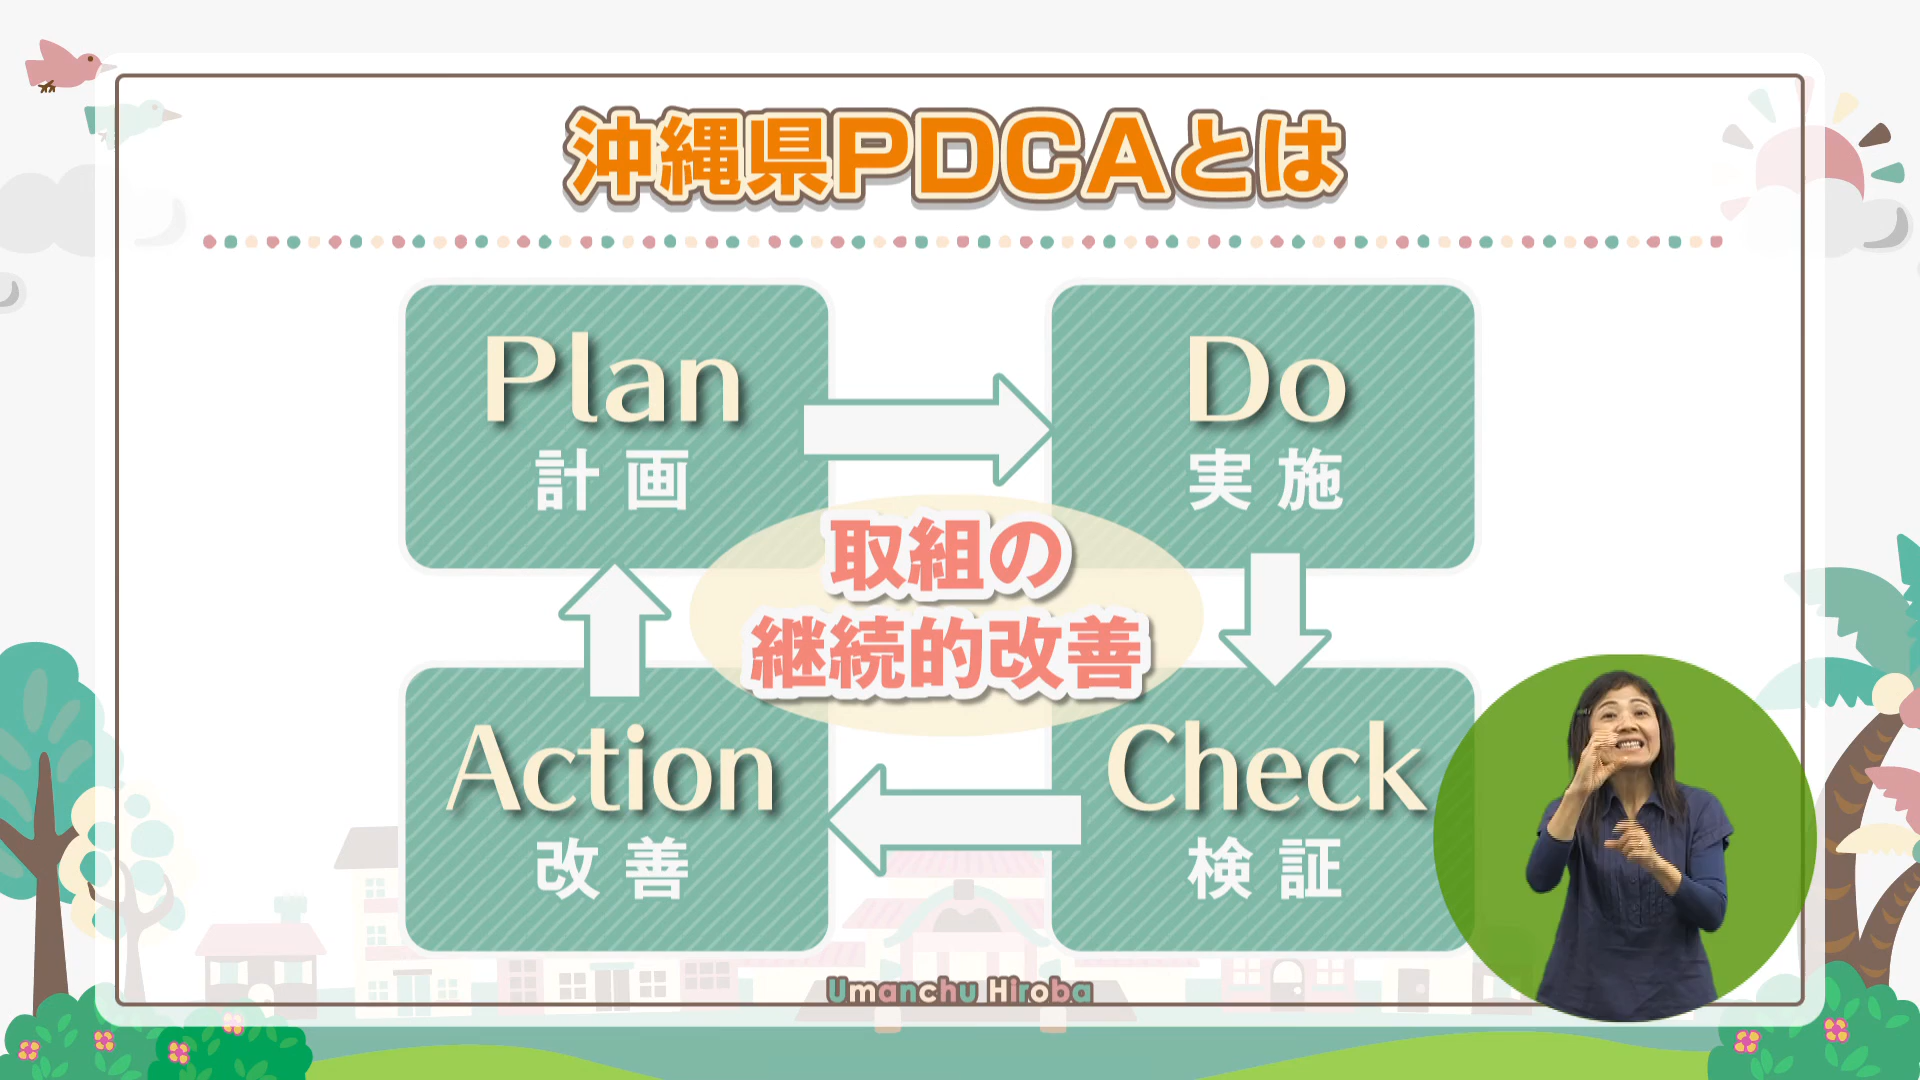 沖縄県PDCAとは
Plan
計画
Do
実施
取組の
継続的改善
Action
改善
Check
検証
Umanchu Hiroba